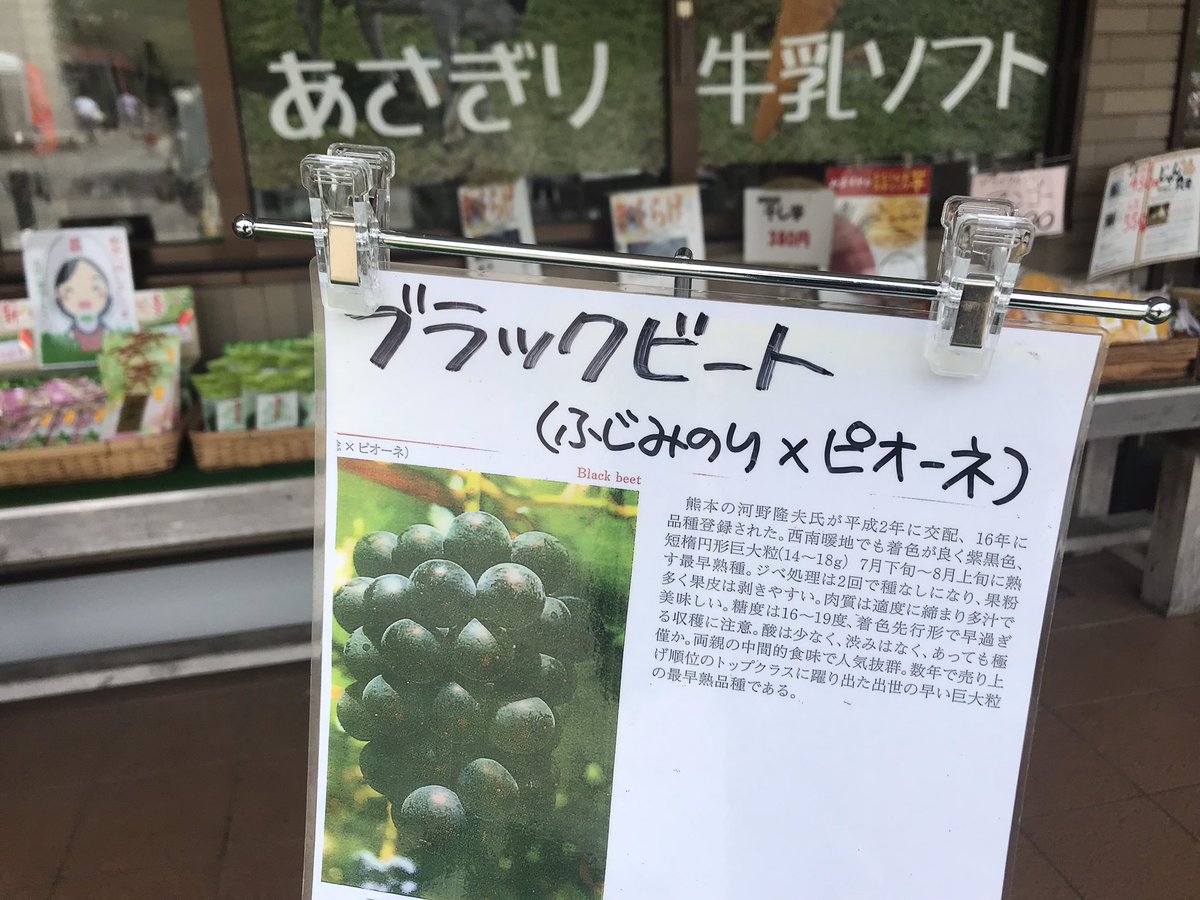 あさぎり 牛乳ソフト
干し芋
380円
ブラックビート
(ふじみのり×ピオーネ)
× ピオーネ)
Black beet
熊本の河野隆夫氏が平成2年に交配、16年に
品種登録された。西南暖地でも着色が良く紫黒色、
短楕円形巨大粒(14～18g) 7月下旬～8月上旬に熟
す最早熟種。ジベ処理は2回で種なしになり、果粉
多く果皮は剥きやすい。肉質は適度に締まり多汁で
美味しい。糖度は16～19度、着色先行形で早過ぎ
る収穫に注意。酸は少なく、渋みはなく、あっても極
僅か。両親の中間的食味で人気抜群。数年で売り上
げ順位のトップクラスに躍り出た出世の早い巨大粒
の最早熟品種である。